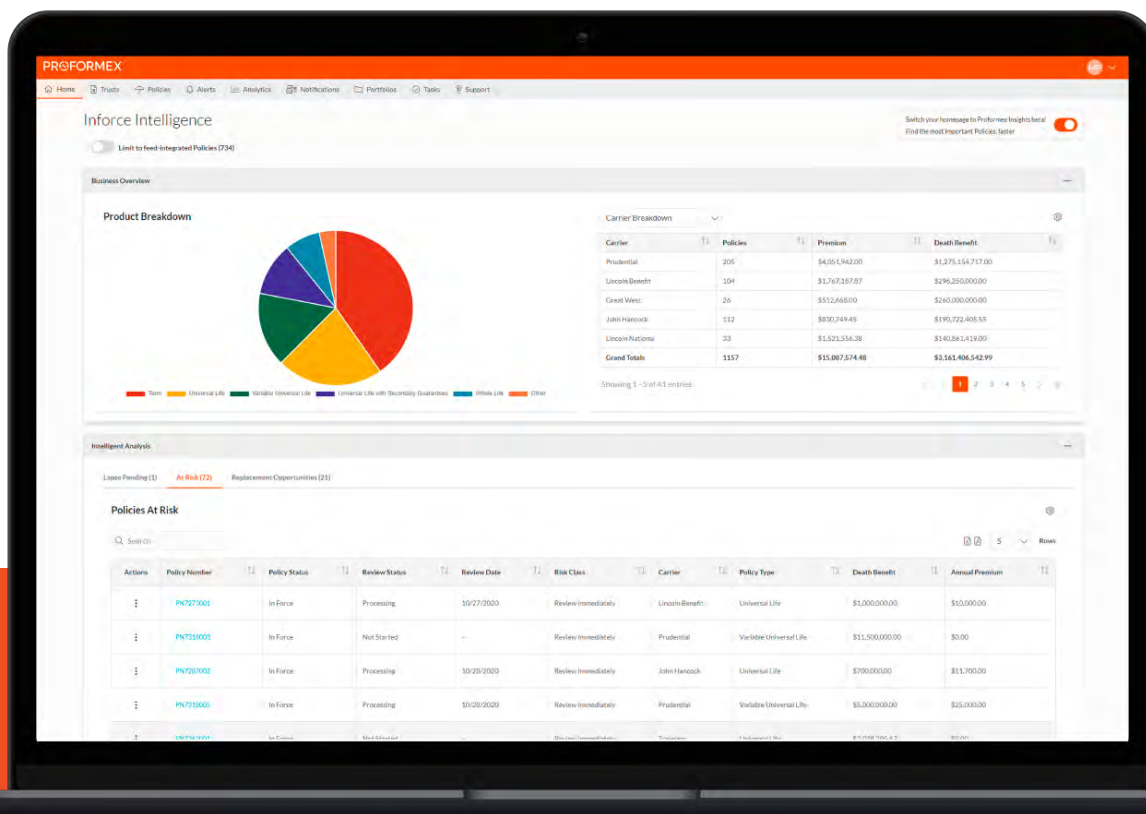 PROFORMEX
Home Trusts Policies Alerts Analytics Notifications Portfolios Tasks Support
Inforce Intelligence
Switch your homepage to Proformex Insights beta!
Find the most important Policies, faster
Limit to feed-integrated Policies (734)
Business Overview
Product Breakdown
Term Universal Life Variable Universal Life Universal Life with Secondary Guarantees Whole Life Other
Carrier Breakdown
Carrier Policies Premium Death Benefit
Prudential 205 $4,051,942.00 $1,275,154,717.00
Lincoln Benefit 104 $1,767,187.87 $296,250,000.00
Great West 26 $512,668.00 $260,000,000.00
John Hancock 112 $830,749.45 $190,722,408.55
Lincoln National 33 $1,521,556.38 $140,861,419.00
Grand Totals 1157 $15,087,574.48 $3,161,406,542.99
Showing 1 - 5 of 41 entries
1 2 3 4 5
Intelligent Analysis
Lapse Pending (1) At Risk (72) Replacement Opportunities (21)
Policies At Risk
Search
5 Rows
Actions Policy Number Policy Status Review Status Review Date Risk Class Carrier Policy Type Death Benefit Annual Premium
PN7273001 In Force Processing 10/27/2020 Review Immediately Lincoln Benefit Universal Life $1,000,000.00 $10,000.00
In Force Not Started -- Review Immediately Prudential Variable Universal Life $11,500,000.00 $0.00
In Force Processing 10/28/2020 Review Immediately John Hancock Universal Life $700,000.00 $11,700.00
In Force Processing 10/28/2020 Review Immediately Prudential Variable Universal Life $5,000,000.00 $25,000.00
In Force Not Started Review Immediately Universal Life $0.00